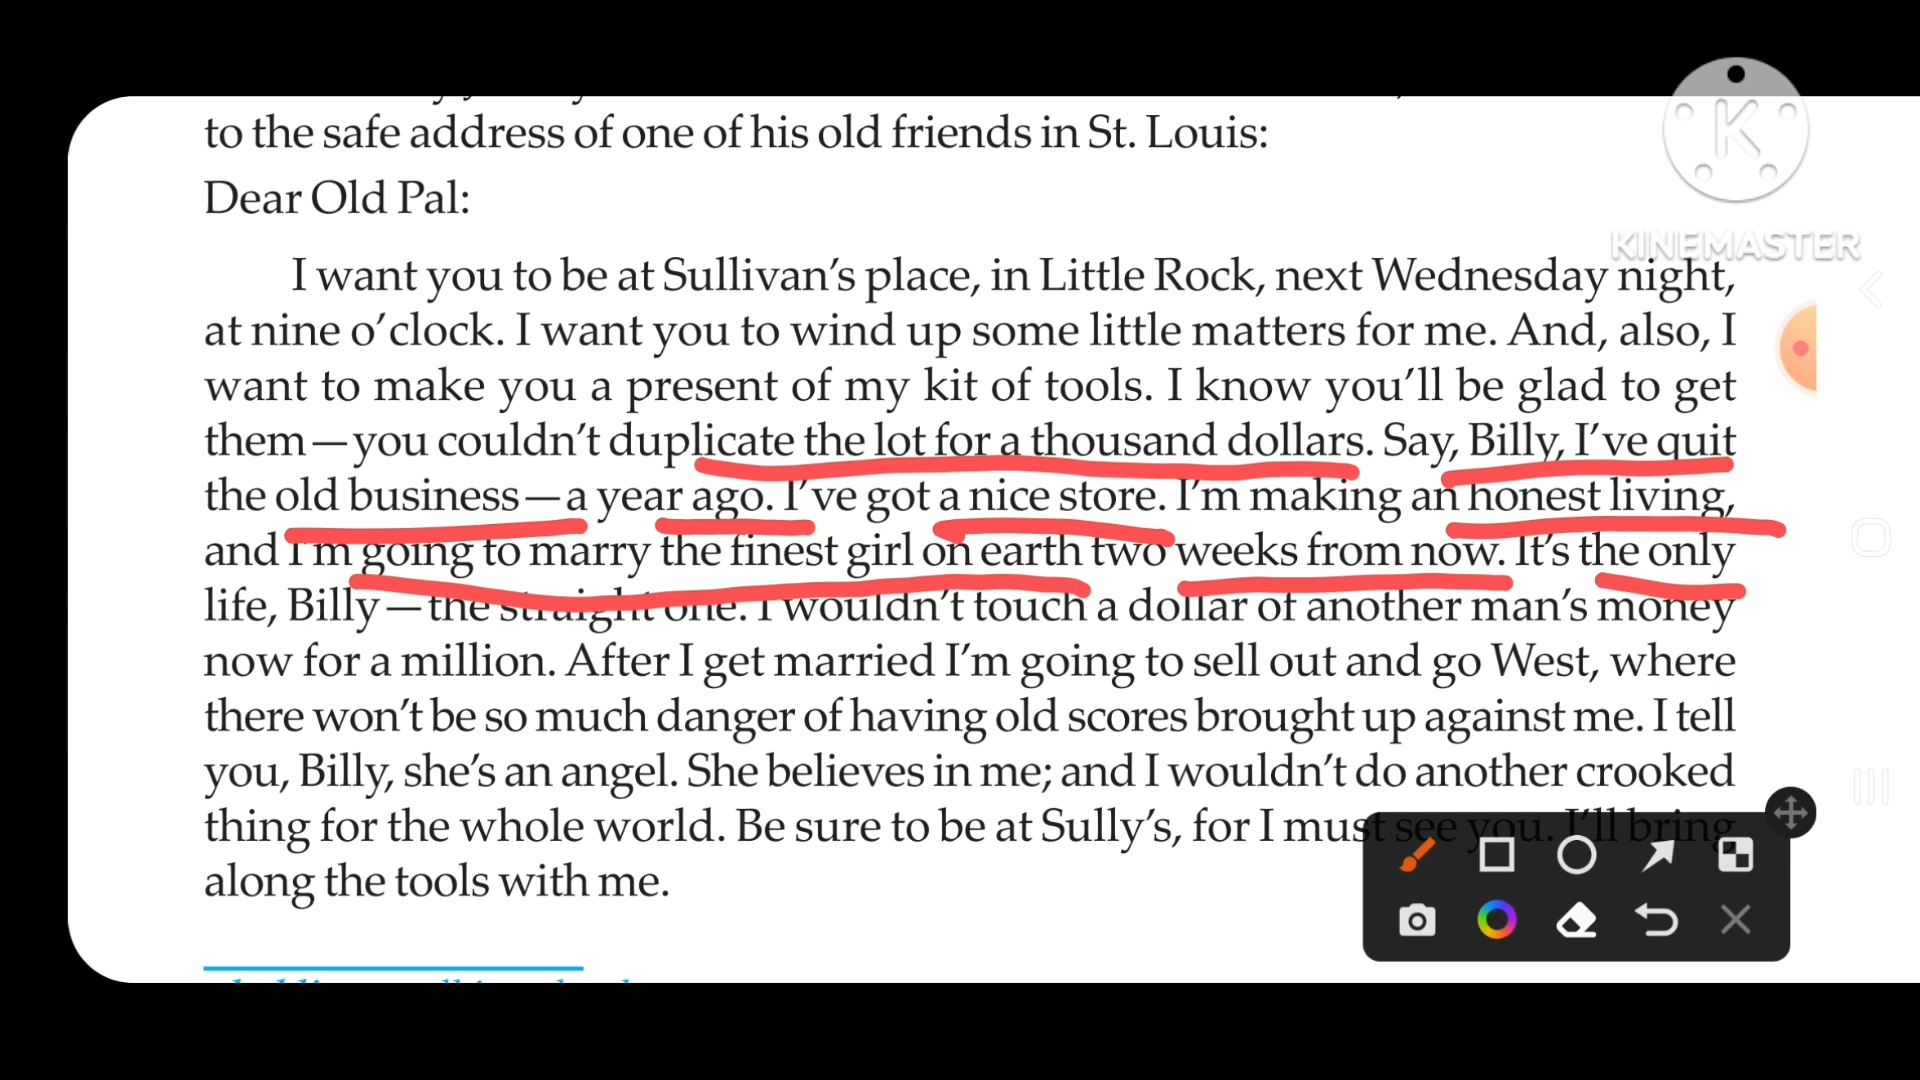 to the safe address of one of his old friends in St. Louis:
Dear Old Pal:
KINEMASTER
I want you to be at Sullivan’s place, in Little Rock, next Wednesday night,
at nine o’clock. I want you to wind up some little matters for me. And, also, I
want to make you a present of my kit of tools. I know you’ll be glad to get
them—you couldn’t duplicate the lot for a thousand dollars. Say, Billy, I’ve quit
the old business—a year ago. I’ve got a nice store. I’m making an honest living,
and I’m going to marry the finest girl on earth two weeks from now. It’s the only
life, Billy—the straight one. I wouldn’t touch a dollar of another man’s money
now for a million. After I get married I’m going to sell out and go West, where
there won’t be so much danger of having old scores brought up against me. I tell
you, Billy, she’s an angel. She believes in me; and I wouldn’t do another crooked
thing for the whole world. Be sure to be at Sully’s, for I must see you. I’ll bring
along the tools with me.